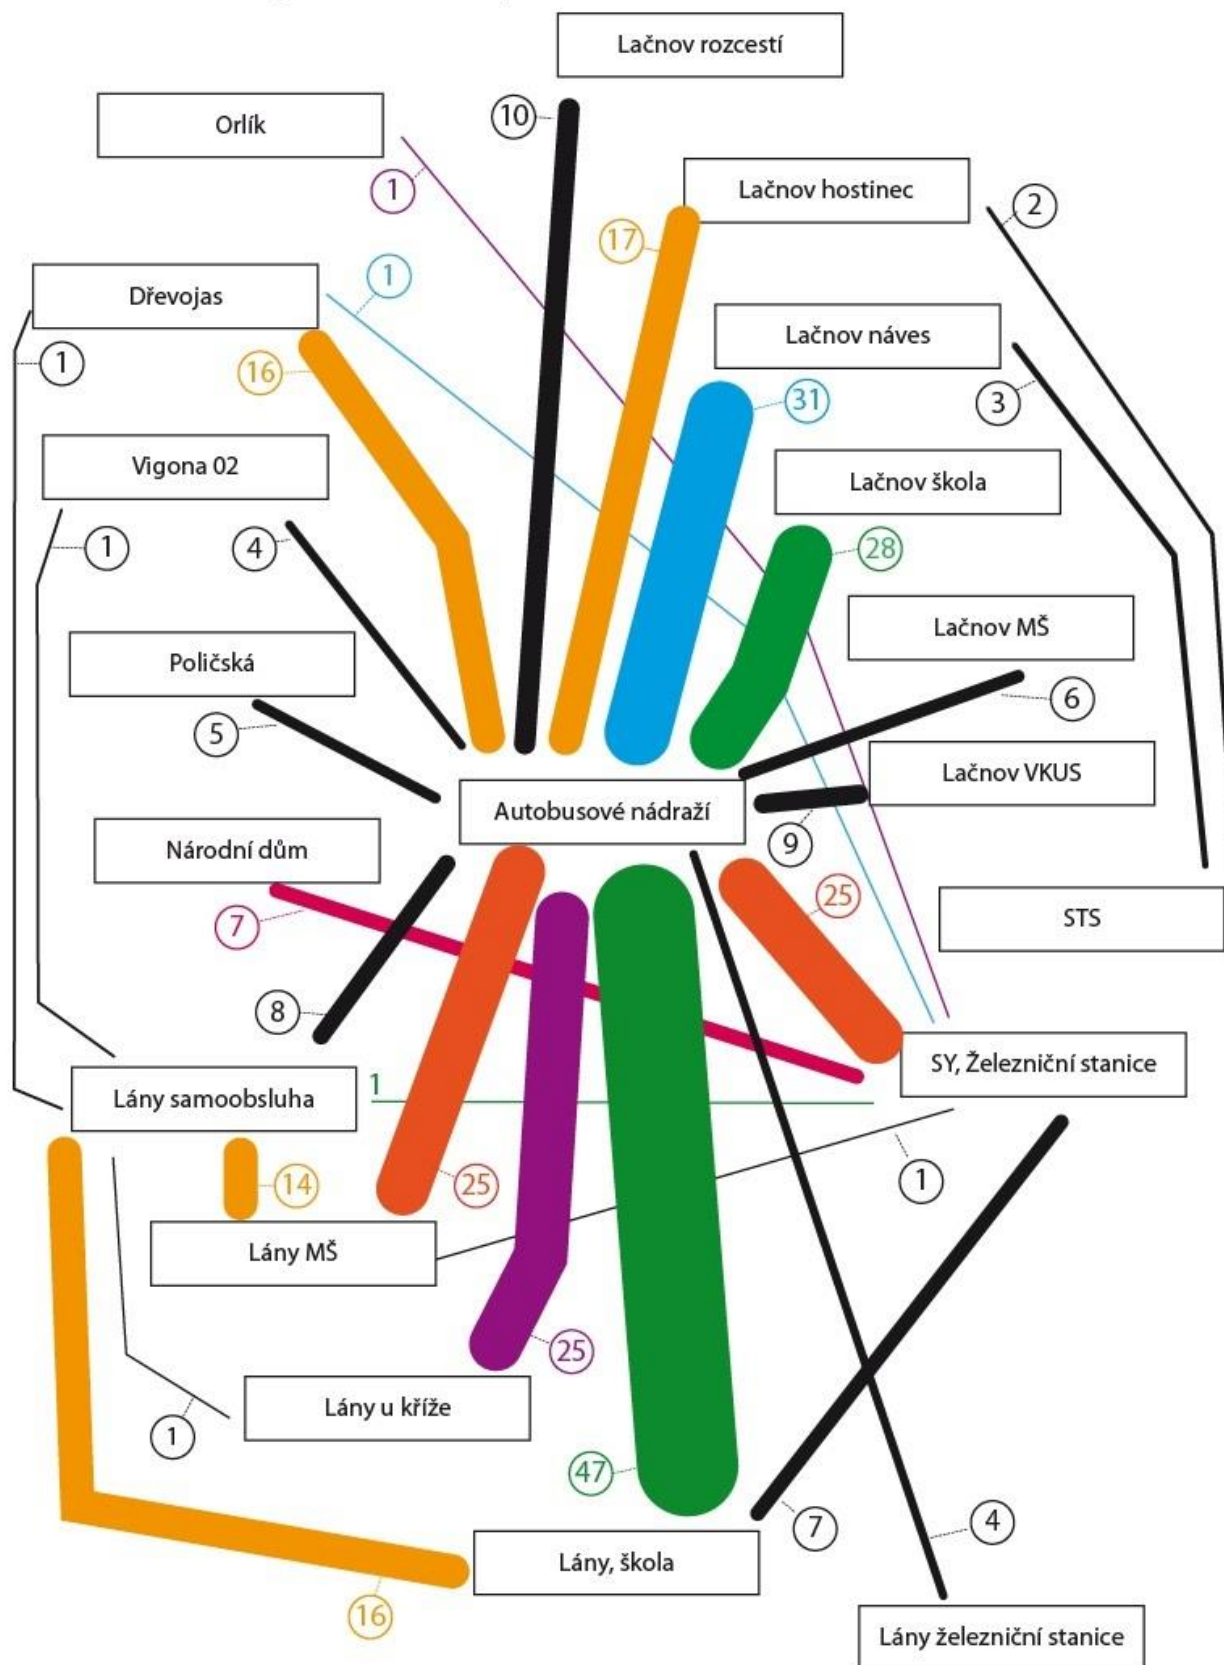 Lačnov rozcestí
10
Orlík
1
Lačnov hostinec
2
17
Dřevojas
1
1
16
Lačnov náves
3
31
Vigona 02
1
4
Lačnov škola
28
Poličská
5
Lačnov MŠ
6
Autobusové nádraží
Lačnov VKUS
9
Národní dům
7
25
STS
8
SY, Železniční stanice
Lány samoobsluha
1
1
14
25
Lány MŠ
25
Lány u kříže
1
47
7
4
Lány, škola
16
Lány železniční stanice